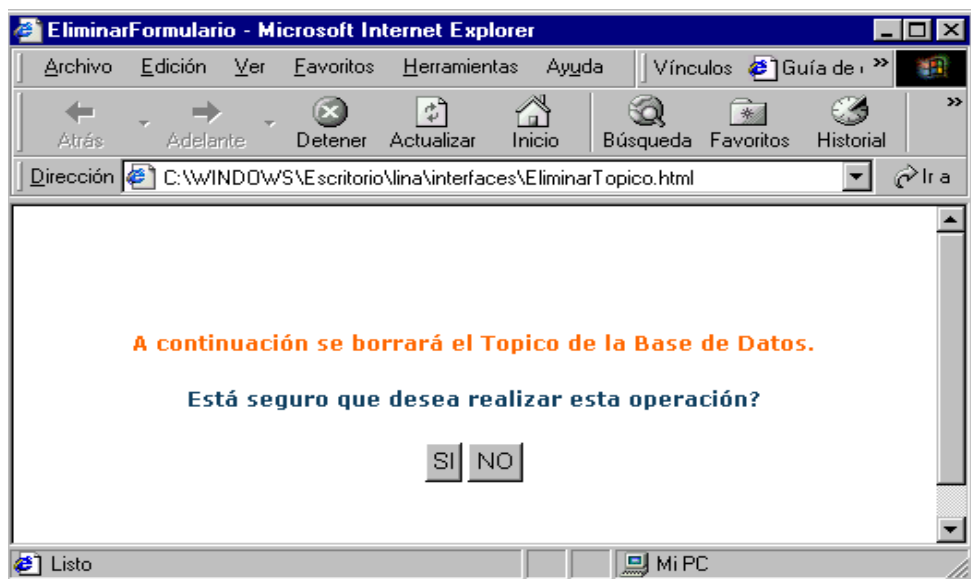 EliminarFormulario - Microsoft Internet Explorer
Archivo Edición Ver Favoritos Herramientas Ayuda Vínculos Guía de »
Atrás Adelante Detener Actualizar Inicio Búsqueda Favoritos Historial »
Dirección C:\WINDOWS\Escritorio\lina\interfaces\EliminarTopico.html Ir a
A continuación se borrará el Topico de la Base de Datos.
Está seguro que desea realizar esta operación?
SI NO
Listo Mi PC